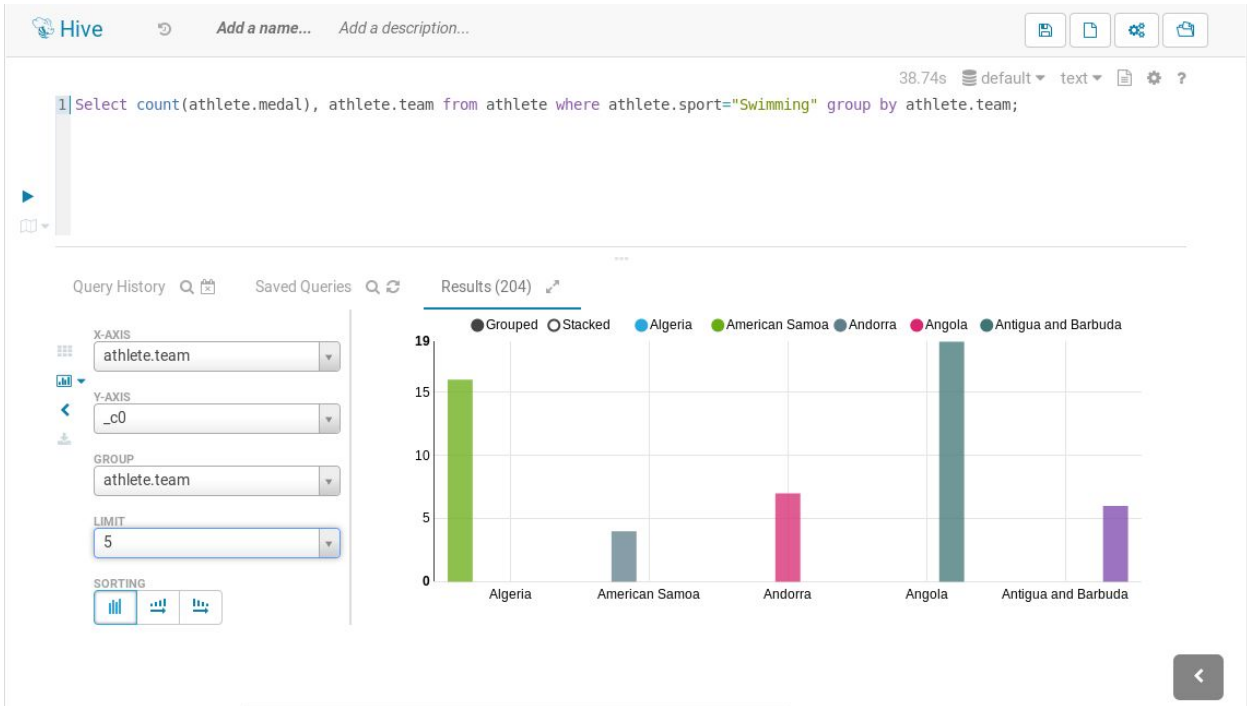 Hive Add a name... Add a description...
38.74s default text ?
1 Select count(athlete.medal), athlete.team from athlete where athlete.sport="Swimming" group by athlete.team;
Query History Saved Queries Results (204)
X-AXIS
athlete.team
Y-AXIS
_c0
GROUP
athlete.team
LIMIT
5
SORTING
Grouped Stacked Algeria American Samoa Andorra Angola Antigua and Barbuda
19
15
10
5
0
Algeria American Samoa Andorra Angola Antigua and Barbuda